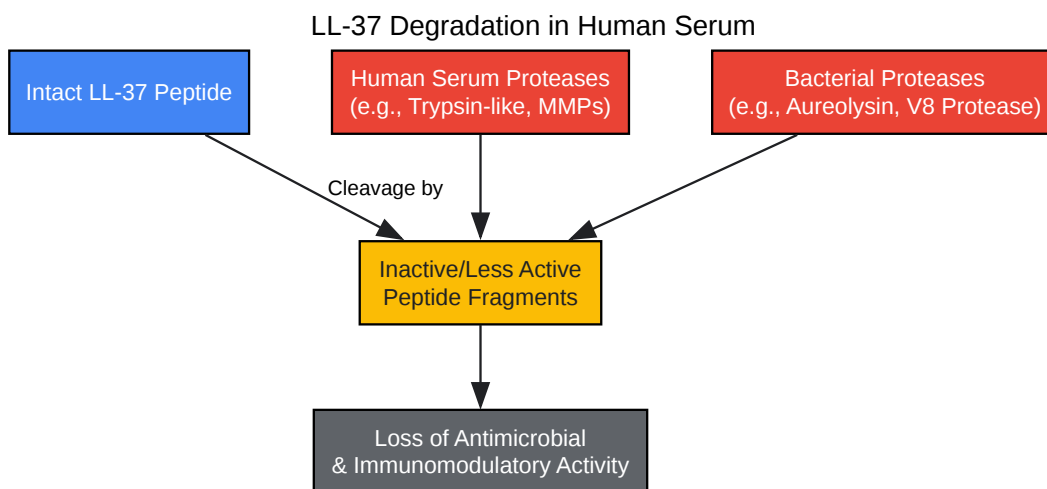 LL-37 Degradation in Human Serum
Intact LL-37 Peptide
Human Serum Proteases
(e.g., Trypsin-like, MMPs)
Bacterial Proteases
(e.g., Aureolysin, V8 Protease)
Cleavage by
Inactive/Less Active
Peptide Fragments
Loss of Antimicrobial
& Immunomodulatory Activity